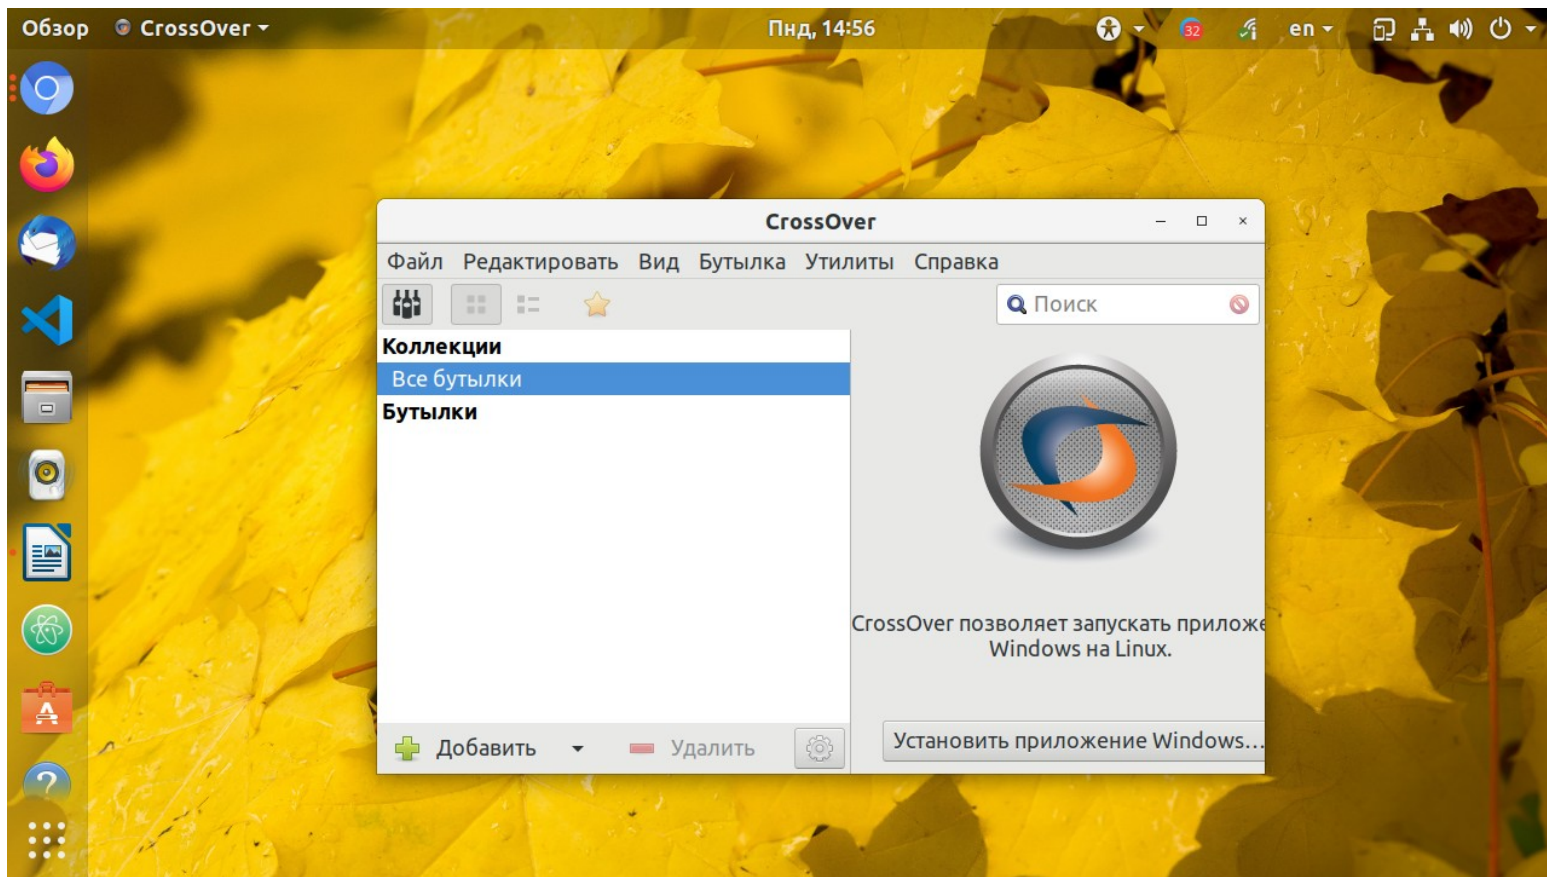 Обзор CrossOver Пнд, 14:56 32 en
CrossOver
Файл Редактировать Вид Бутылка Утилиты Справка
Поиск
Коллекции
Все бутылки
Бутылки
CrossOver позволяет запускать приложе
Windows на Linux.
Добавить Удалить
Установить приложение Windows...